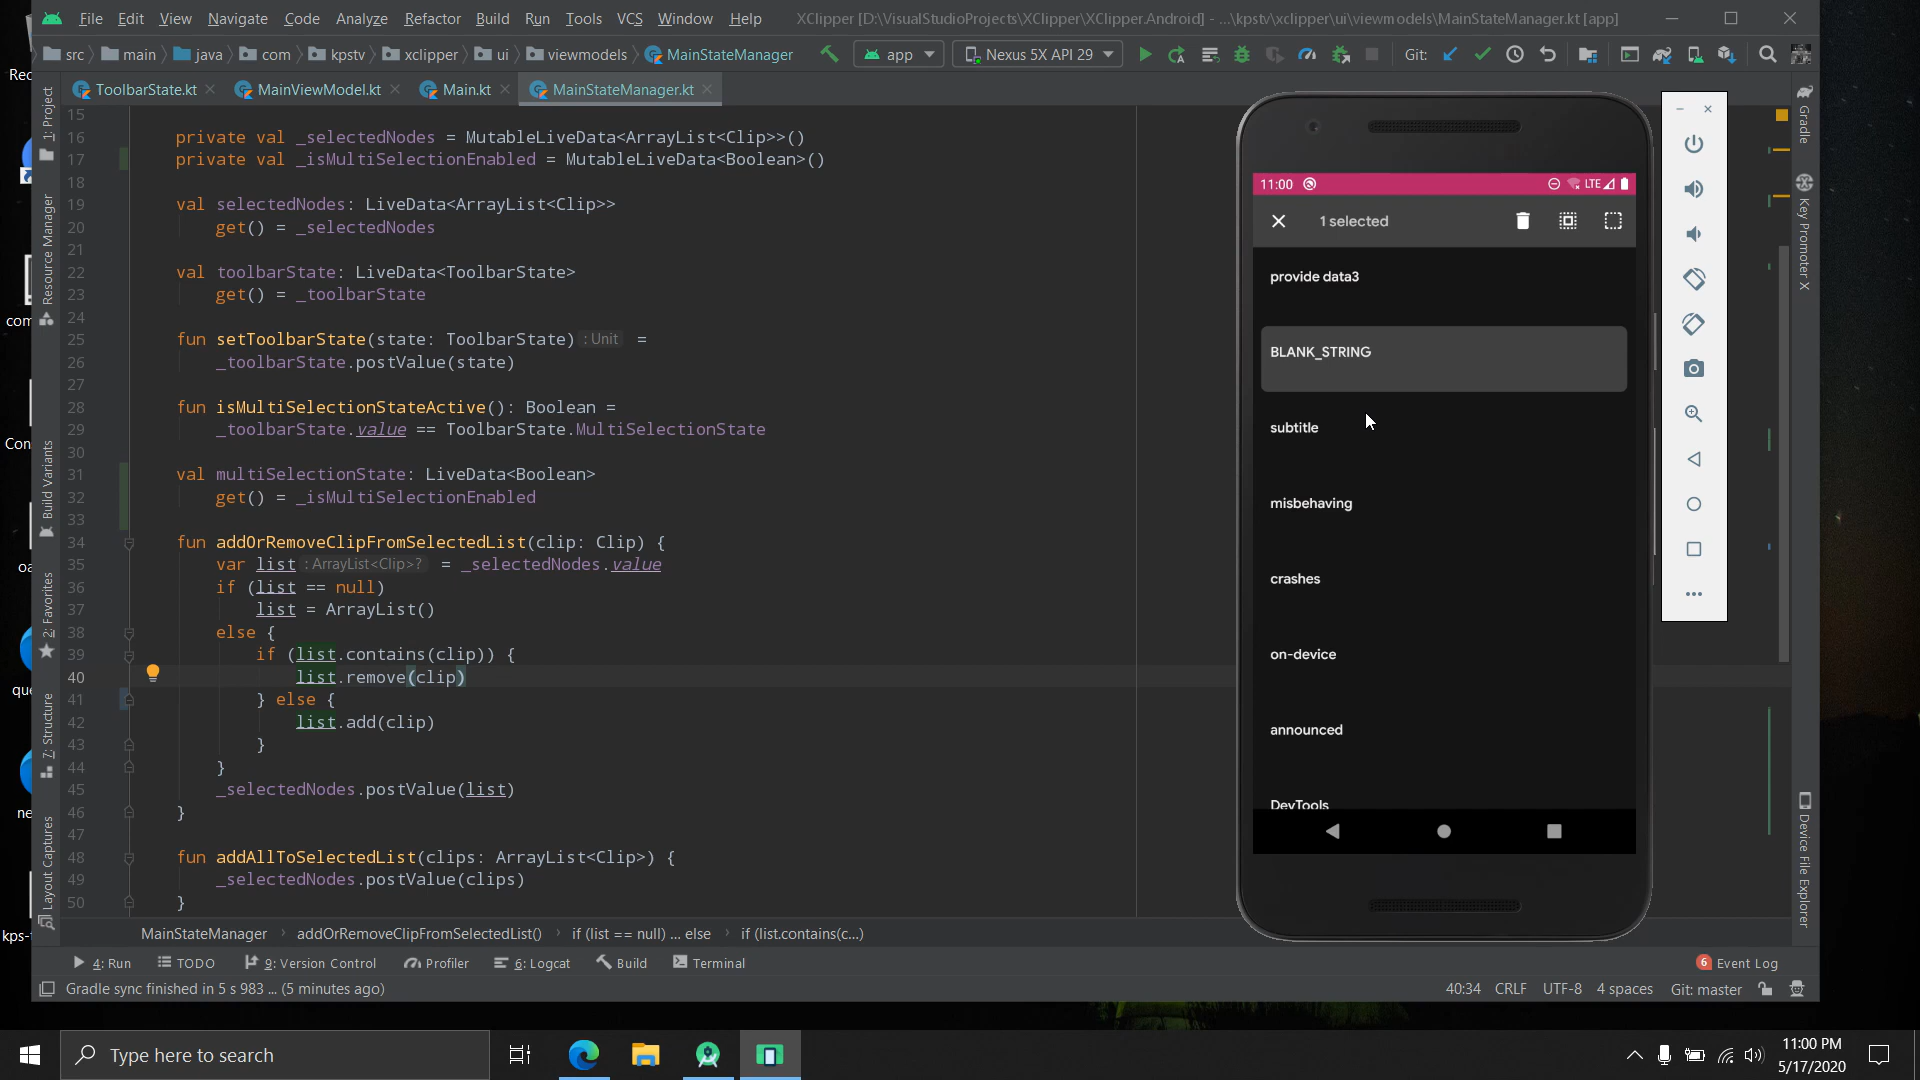 File Edit View Navigate Code Analyze Refactor Build Run Tools VCS Window Help XClipper [D:\VisualStudioProjects\XClipper\XClipper.Android] - ...\kpstv\xclipper\ui\viewmodels\MainStateManager.kt [app]
src main java com kpstv xclipper ui viewmodels MainStateManager app Nexus 5X API 29 Git:
ToolbarState.kt MainViewModel.kt Main.kt MainStateManager.kt
15
16 private val _selectedNodes = MutableLiveData<ArrayList<Clip>>()
17 private val _isMultiSelectionEnabled = MutableLiveData<Boolean>()
18
19 val selectedNodes: LiveData<ArrayList<Clip>>
20 get() = _selectedNodes
21
22 val toolbarState: LiveData<ToolbarState>
23 get() = _toolbarState
24
25 fun setToolbarState(state: ToolbarState) : Unit =
26 _toolbarState.postValue(state)
27
28 fun isMultiSelectionStateActive(): Boolean =
29 _toolbarState.value == ToolbarState.MultiSelectionState
30
31 val multiSelectionState: LiveData<Boolean>
32 get() = _isMultiSelectionEnabled
33
34 fun addOrRemoveClipFromSelectedList(clip: Clip) {
35 var list : ArrayList<Clip>? = _selectedNodes.value
36 if (list == null)
37 list = ArrayList()
38 else {
39 if (list.contains(clip)) {
40 list.remove(clip)
41 } else {
42 list.add(clip)
43 }
44 }
45 _selectedNodes.postValue(list)
46 }
47
48 fun addAllToSelectedList(clips: ArrayList<Clip>) {
49 _selectedNodes.postValue(clips)
50 }
1: Project
Resource Manager
Build Variants
2: Favorites
7: Structure
Layout Captures
11:00 LTE
1 selected
provide data3
BLANK_STRING
subtitle
misbehaving
crashes
on-device
announced
DevTools
Gradle
Key Promoter X
Device File Explorer
MainStateManager addOrRemoveClipFromSelectedList() if (list == null) ... else if (list.contains(c...)
4: Run TODO 9: Version Control Profiler 6: Logcat Build Terminal 6 Event Log
Gradle sync finished in 5 s 983 ... (5 minutes ago) 40:34 CRLF UTF-8 4 spaces Git: master
Rec
com
Con
oa
que
ne
kps-
Type here to search
11:00 PM
5/17/2020